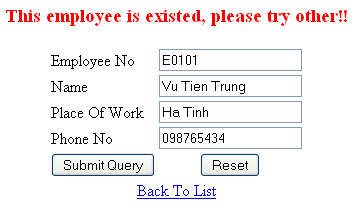 This employee is existed, please try other!!
Employee No E0101
Name Vu Tien Trung
Place Of Work Ha Tinh
Phone No 098765434
Submit Query Reset
Back To List